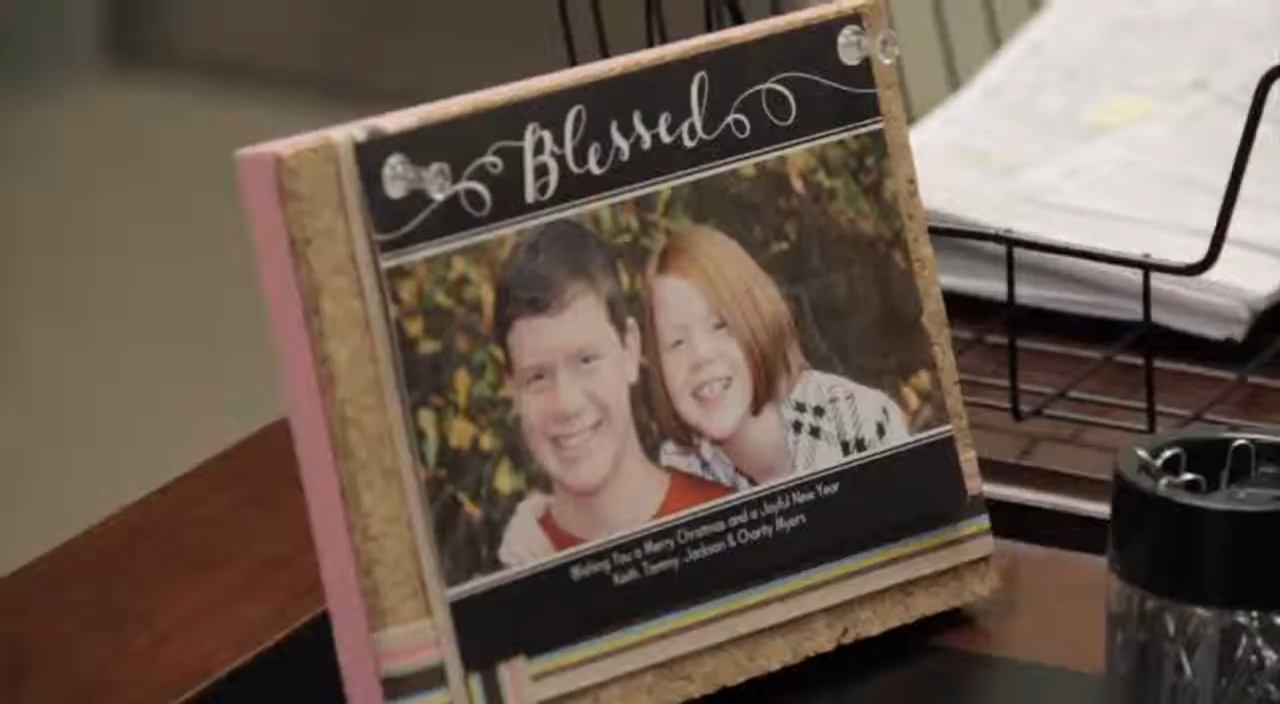 Blessed
Wishing You a Merry Christmas and a Joyful New Year
Keith, Tammy, Jackson & Charity Myers